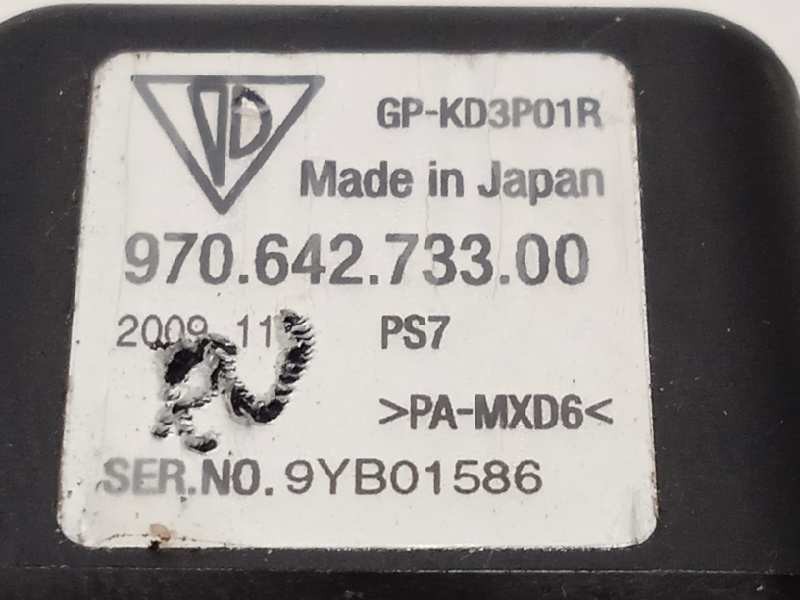 GP-KD3P01R
Made in Japan
970.642.733.00
2009 11 PS7
>PA-MXD6<
SER.NO. 9YB01586